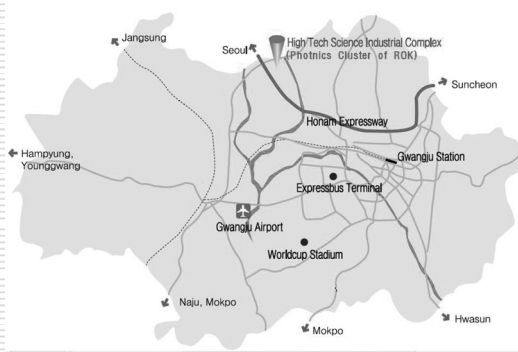 Jangsung
Seoul
High Tech Science Industrial Complex
(Photnics Cluster of ROK)
Suncheon
Honam Expressway
Hampyung,
Younggwang
Gwangju Station
Expressbus Terminal
Gwangju Airport
Worldcup Stadium
Naju, Mokpo
Mokpo
Hwasun